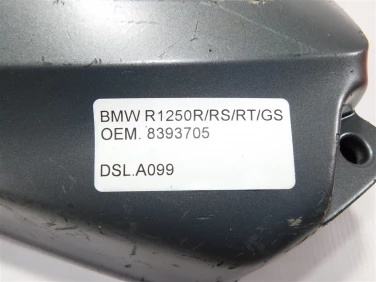 BMW R1250R/RS/RT/GS
OEM. 8393705
DSL.A099